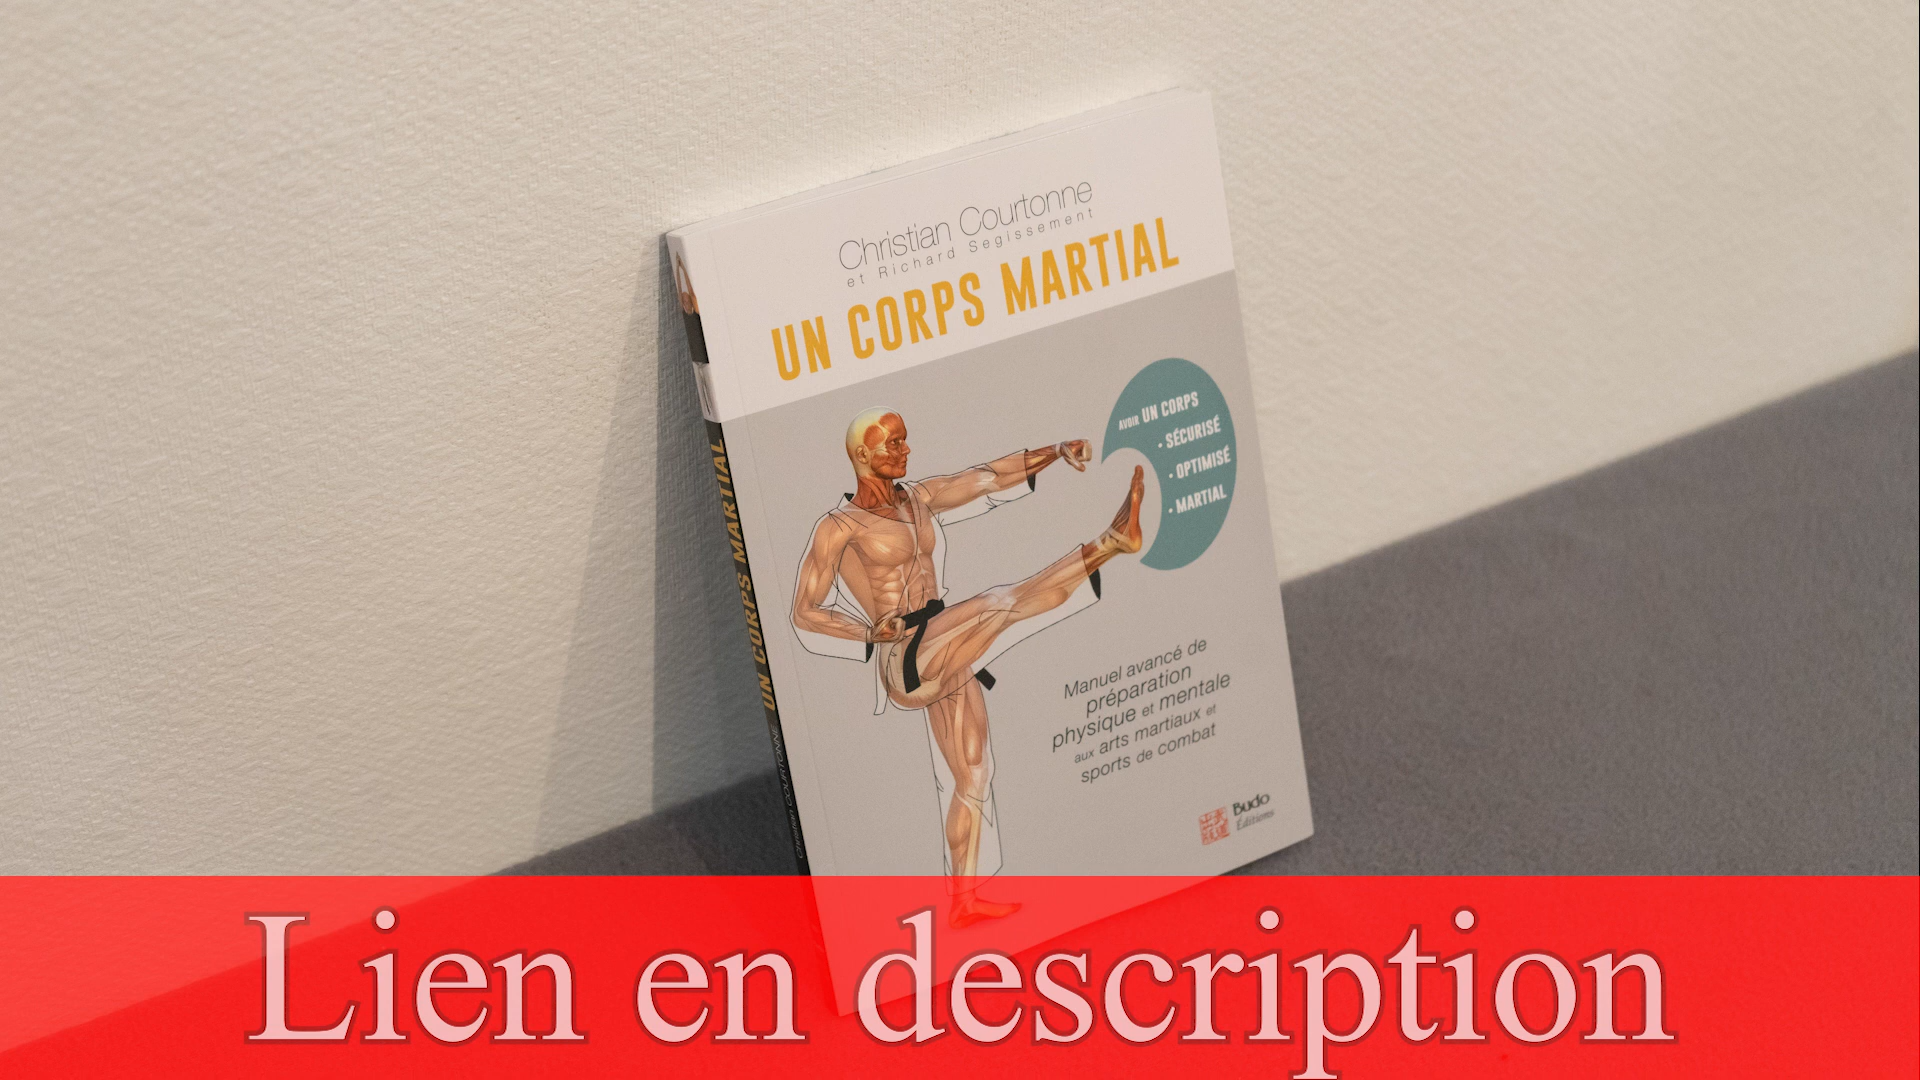 Christian Courtonne
et Richard Segissement
UN CORPS MARTIAL
AVOIR UN CORPS
• SÉCURISÉ
• OPTIMISÉ
• MARTIAL
Manuel avancé de
préparation
physique et mentale
aux arts martiaux et
sports de combat
Budo
Éditions
UN CORPS MARTIAL
Christian COURTONNE
Lien en description